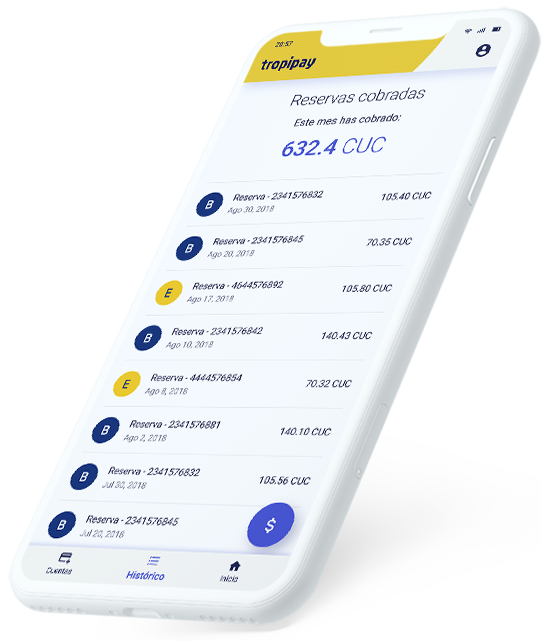 20:57
tropipay
Reservas cobradas
Este mes has cobrado:
632.4 CUC
B Reserva - 2341576832 105.40 CUC
Ago 30, 2018
B Reserva - 2341576845 70.35 CUC
Ago 20, 2018
E Reserva - 4644576892 105.80 CUC
Ago 17, 2018
B Reserva - 2341576842 140.43 CUC
Ago 10, 2018
E Reserva - 4444576854 70.32 CUC
Ago 8, 2018
B Reserva - 2341576881 140.10 CUC
Ago 2, 2018
B Reserva - 2341576832 105.56 CUC
Jul 30, 2018
B Reserva - 2341576845
Jul 20, 2018
$
Cuentas Histórico Inicio